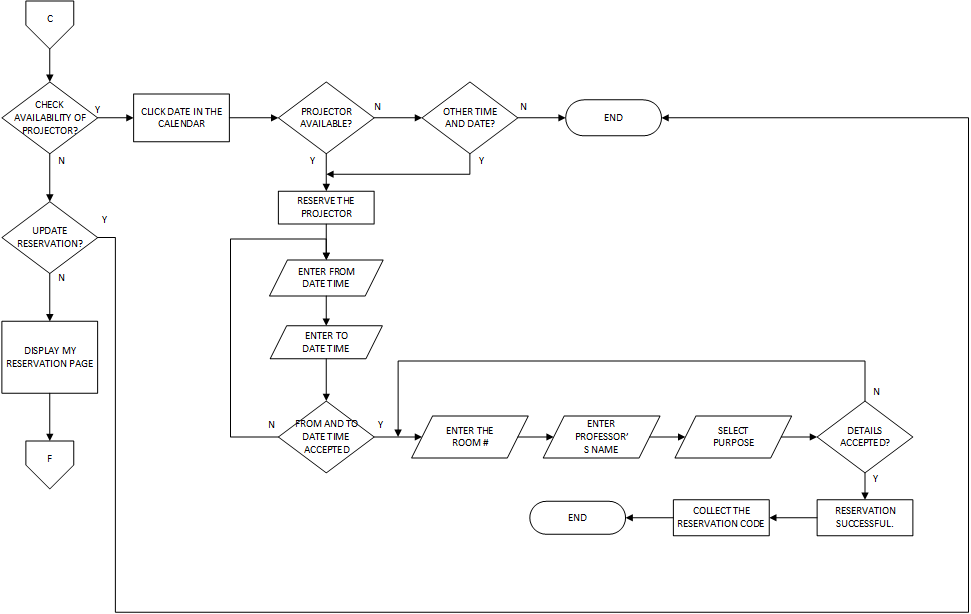 C
CHECK
AVAILABILITY OF
PROJECTOR?
Y
CLICK DATE IN THE
CALENDAR
PROJECTOR
AVAILABLE?
N
OTHER TIME
AND DATE?
N
END
N
Y
Y
RESERVE THE
PROJECTOR
UPDATE
RESERVATION?
Y
N
ENTER FROM
DATE TIME
DISPLAY MY
RESERVATION PAGE
ENTER TO
DATE TIME
F
N
FROM AND TO
DATE TIME
ACCEPTED
Y
ENTER THE
ROOM #
ENTER
PROFESSOR'
S NAME
SELECT
PURPOSE
N
DETAILS
ACCEPTED?
Y
END
COLLECT THE
RESERVATION CODE
RESERVATION
SUCCESSFUL.